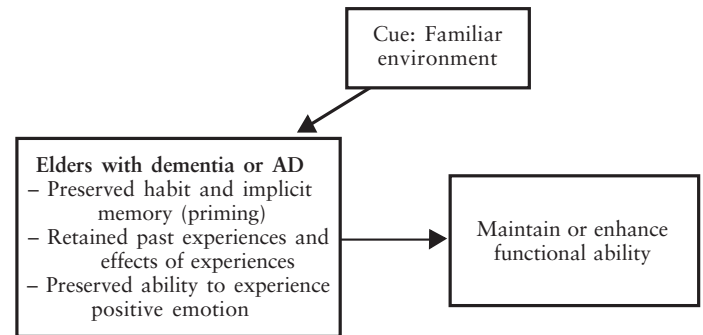 Cue: Familiar
environment
Elders with dementia or AD
– Preserved habit and implicit
memory (priming)
– Retained past experiences and
effects of experiences
– Preserved ability to experience
positive emotion
Maintain or enhance
functional ability